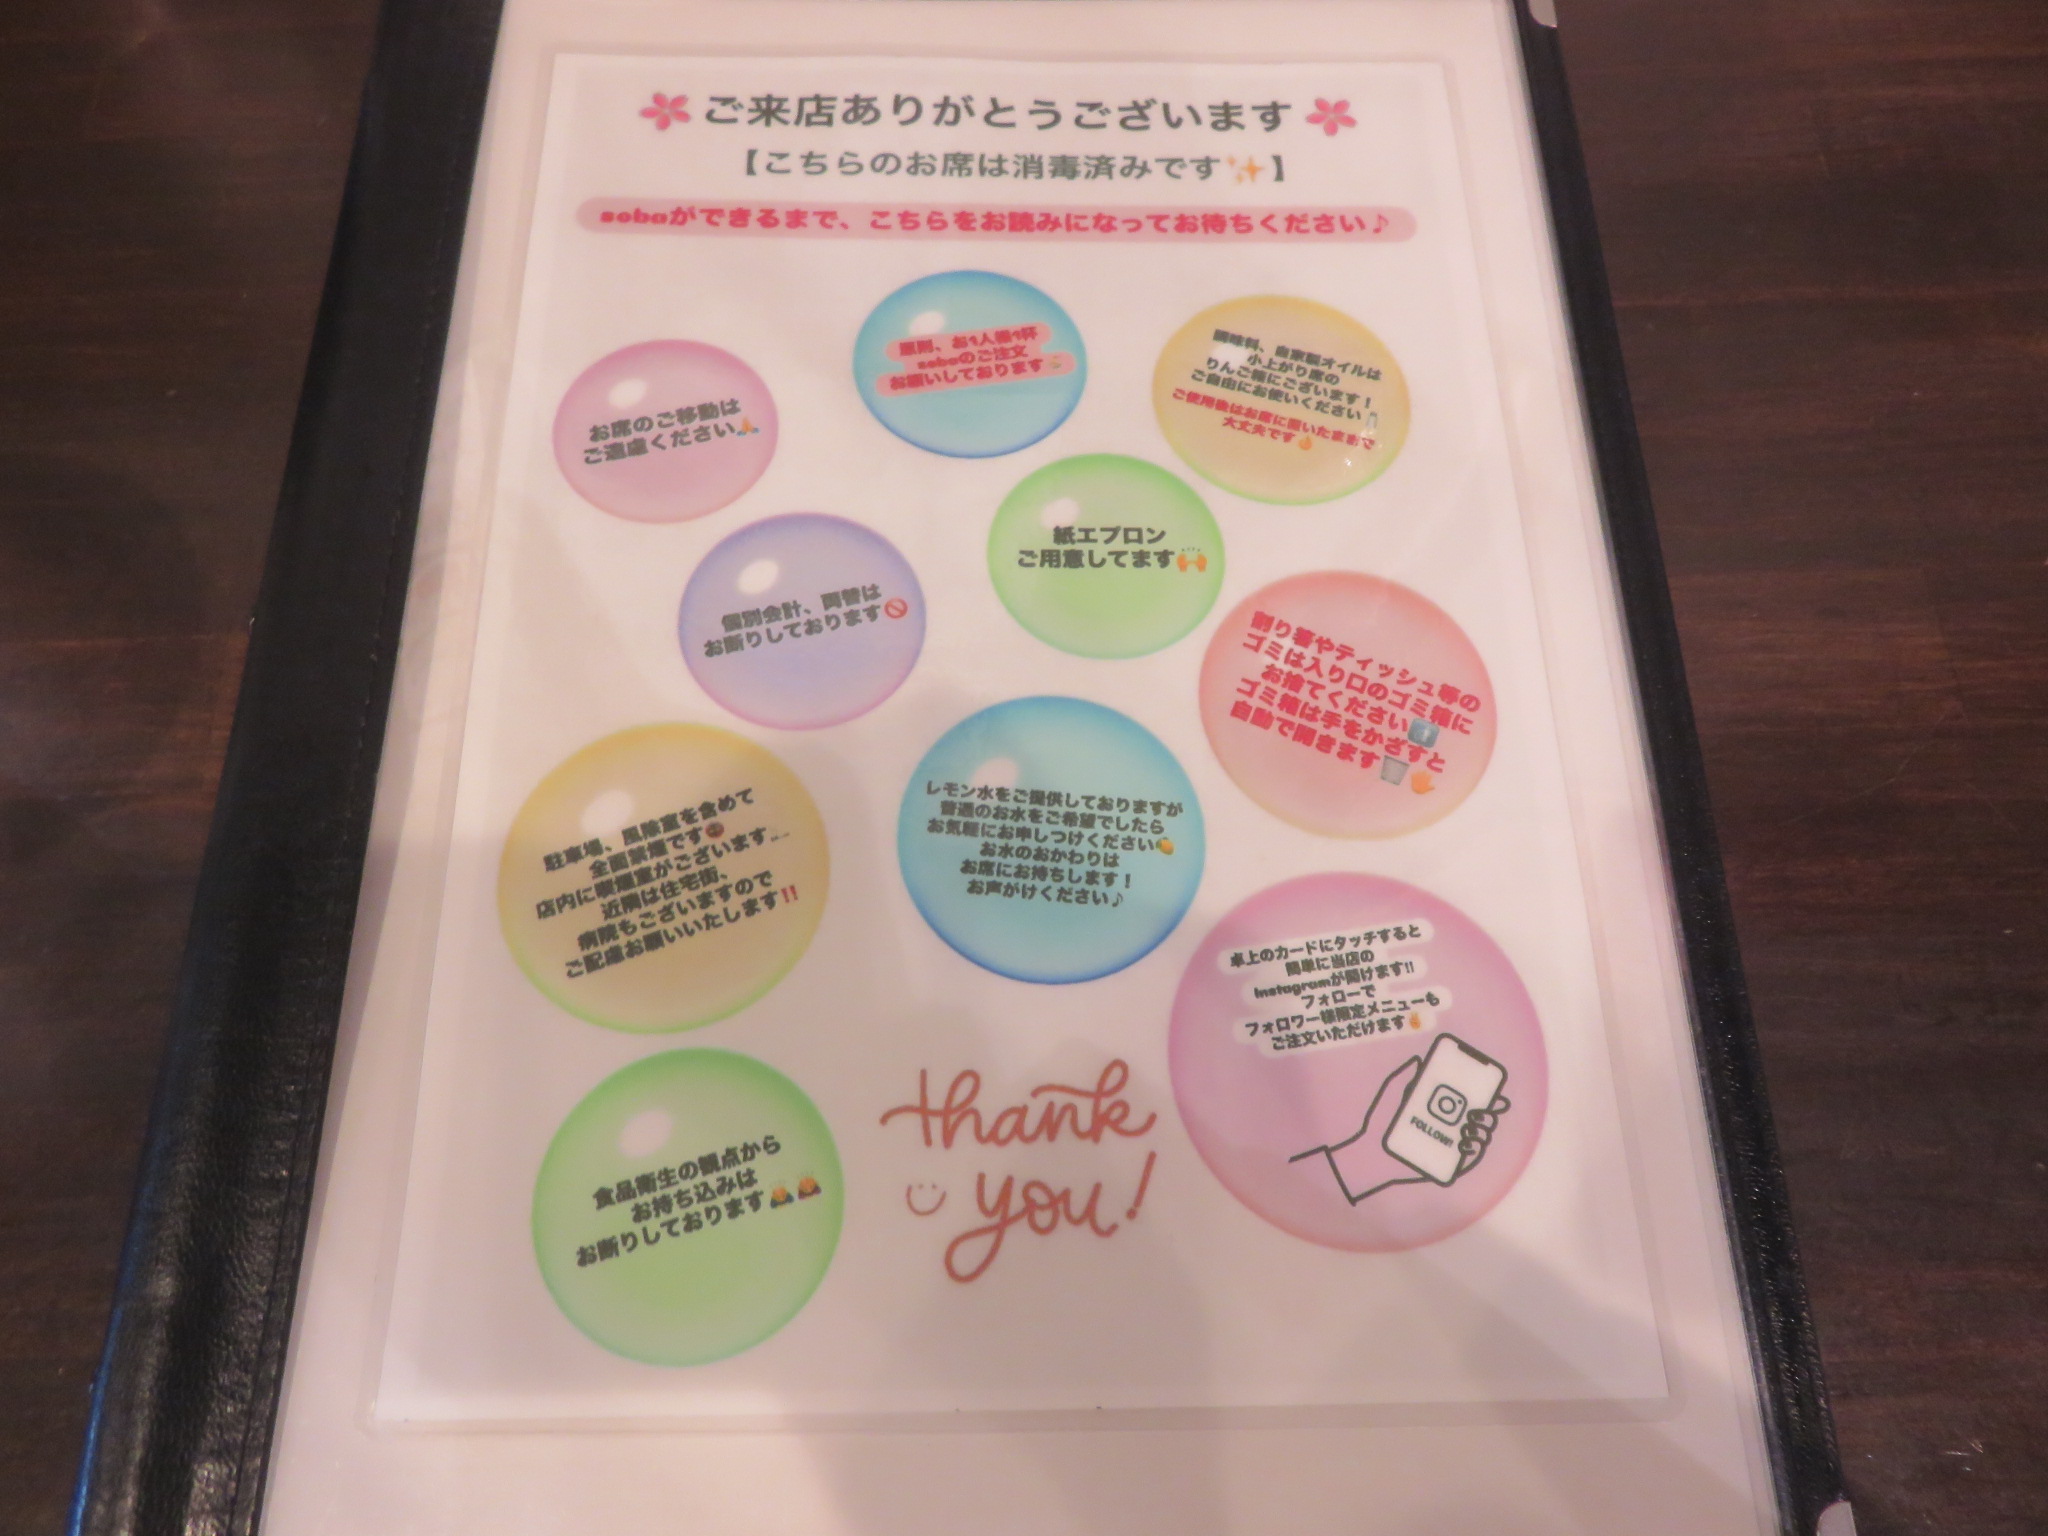 ご来店ありがとうございます
【こちらのお席は消毒済みです✨】
sobaができるまで、こちらをお読みになってお待ちください♪
お席のご移動は
ご遠慮ください🙏
原則、お1人様1杯
sobaのご注文
お願いしております
調味料、自家製オイルは
小上がり席の
りんご箱にございます！
ご自由にお使いください
ご使用後はお席に置いたままで
大丈夫です👌
個別会計、両替は
お断りしております🚫
紙エプロン
ご用意してます🙌
割り箸やティッシュ等の
ゴミは入り口のゴミ箱に
お捨てください⬆️
ゴミ箱は手をかざすと
自動で開きます🗑️🖐️
駐車場、風除室を含めて
全面禁煙です🚭
店内に喫煙室がございます
近隣は住宅街、
病院もございますので
ご配慮お願いいたします‼️
レモン水をご提供しておりますが
普通のお水をご希望でしたら
お気軽にお申しつけください🍋
お水のおかわりは
お席にお持ちします！
お声がけください♪
卓上のカードにタッチすると
簡単に当店の
Instagramが開けます!!
フォローで
フォロワー様限定メニューも
ご注文いただけます✌️
FOLLOW!
食品衛生の観点から
お持ち込みは
お断りしております🙇🙇
thank
you!